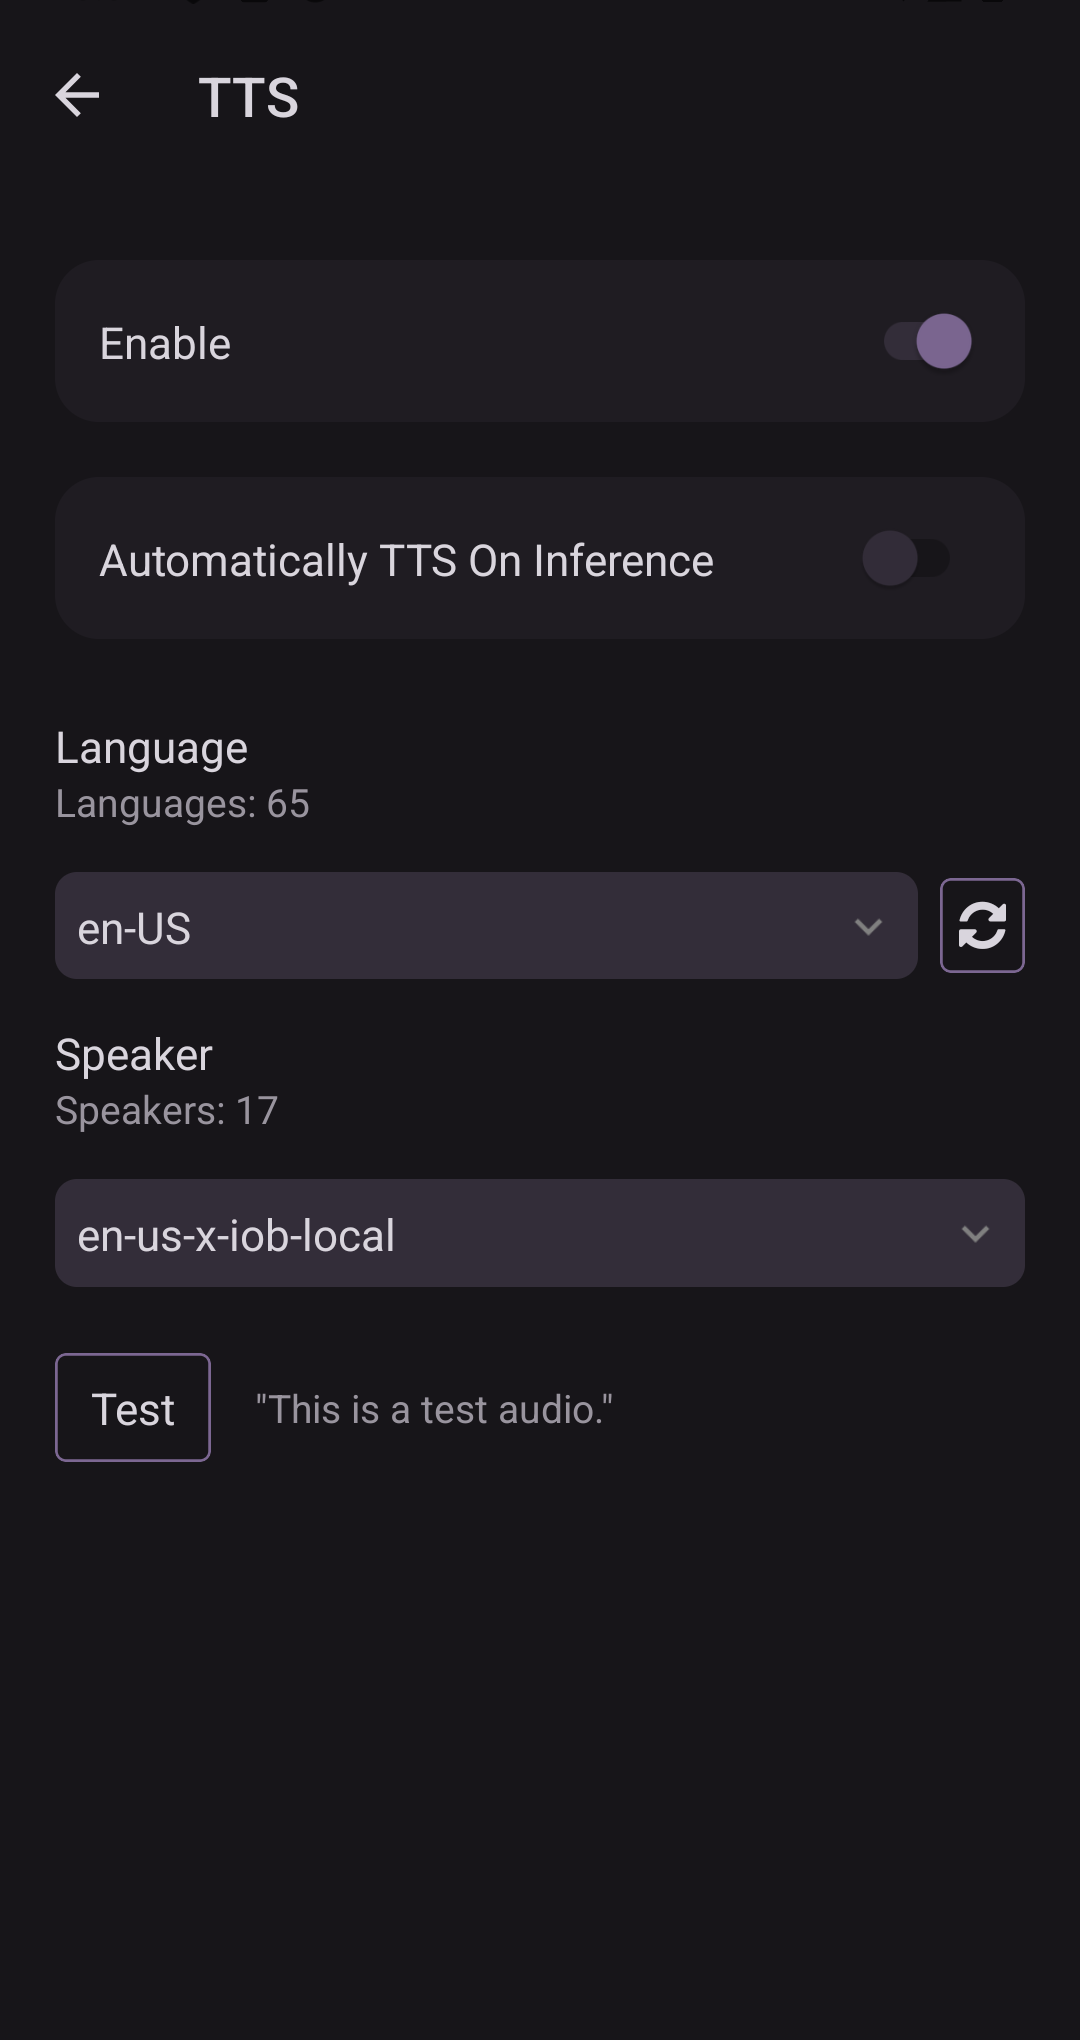 TTS
Enable
Automatically TTS On Inference
Language
Languages: 65
en-US
Speaker
Speakers: 17
en-us-x-iob-local
Test
"This is a test audio."